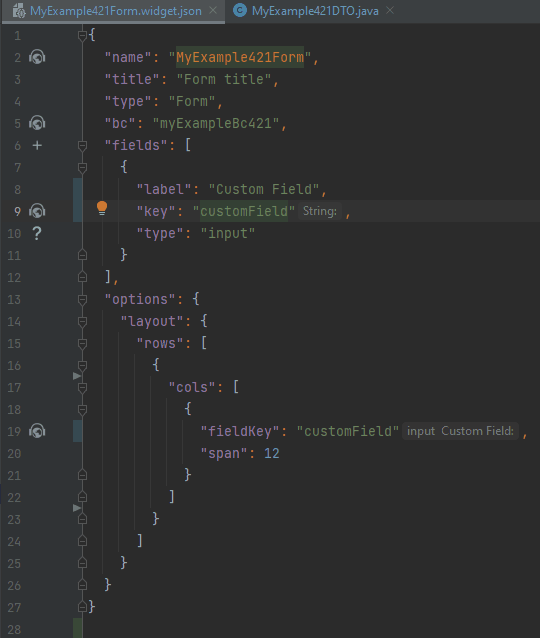 MyExample421Form.widget.json × MyExample421DTO.java ×
1 {
2 "name": "MyExample421Form",
3 "title": "Form title",
4 "type": "Form",
5 "bc": "myExampleBc421",
6 + "fields": [
7 {
8 "label": "Custom Field",
9 "key": "customField" String: ,
10 ? "type": "input"
11 }
12 ],
13 "options": {
14 "layout": {
15 "rows": [
16 {
17 "cols": [
18 {
19 "fieldKey": "customField" input Custom Field: ,
20 "span": 12
21 }
22 ]
23 }
24 ]
25 }
26 }
27 }
28